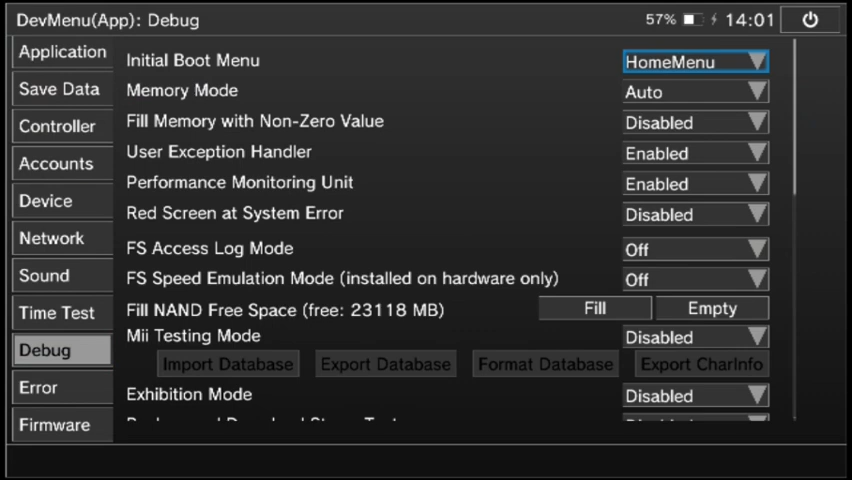 DevMenu(App): Debug 57% 14:01
Application
Save Data
Controller
Accounts
Device
Network
Sound
Time Test
Debug
Error
Firmware
Initial Boot Menu HomeMenu
Memory Mode Auto
Fill Memory with Non-Zero Value Disabled
User Exception Handler Enabled
Performance Monitoring Unit Enabled
Red Screen at System Error Disabled
FS Access Log Mode Off
FS Speed Emulation Mode (installed on hardware only) Off
Fill NAND Free Space (free: 23118 MB) Fill Empty
Mii Testing Mode Disabled
Import Database Export Database Format Database Export CharInfo
Exhibition Mode Disabled